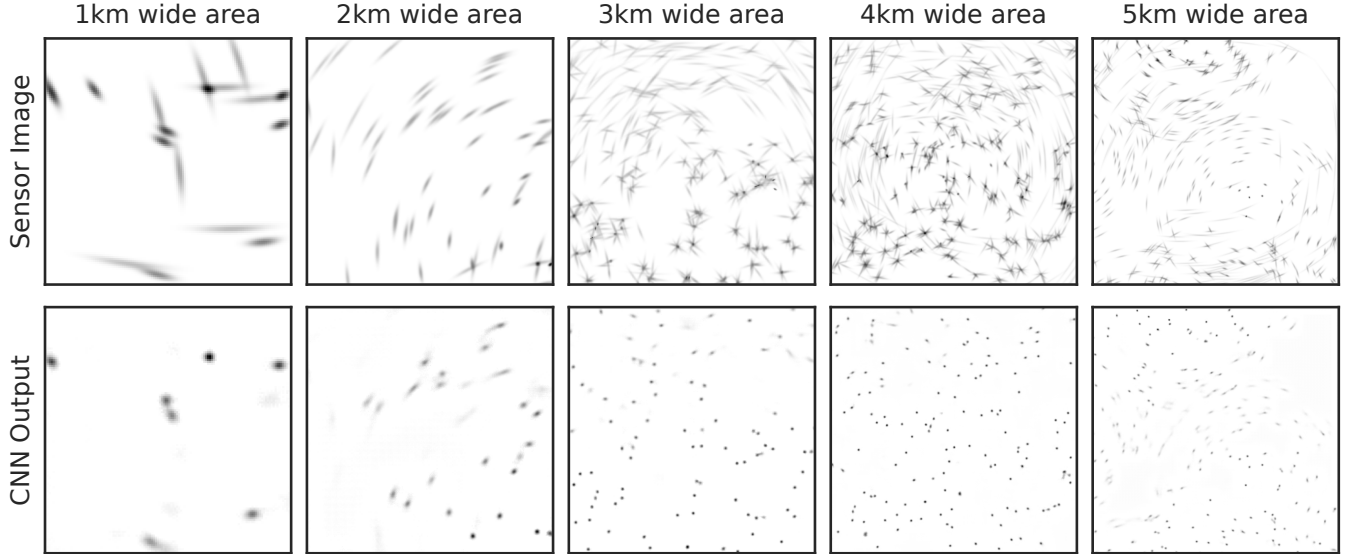 1km wide area
2km wide area
3km wide area
4km wide area
5km wide area
Sensor Image
CNN Output